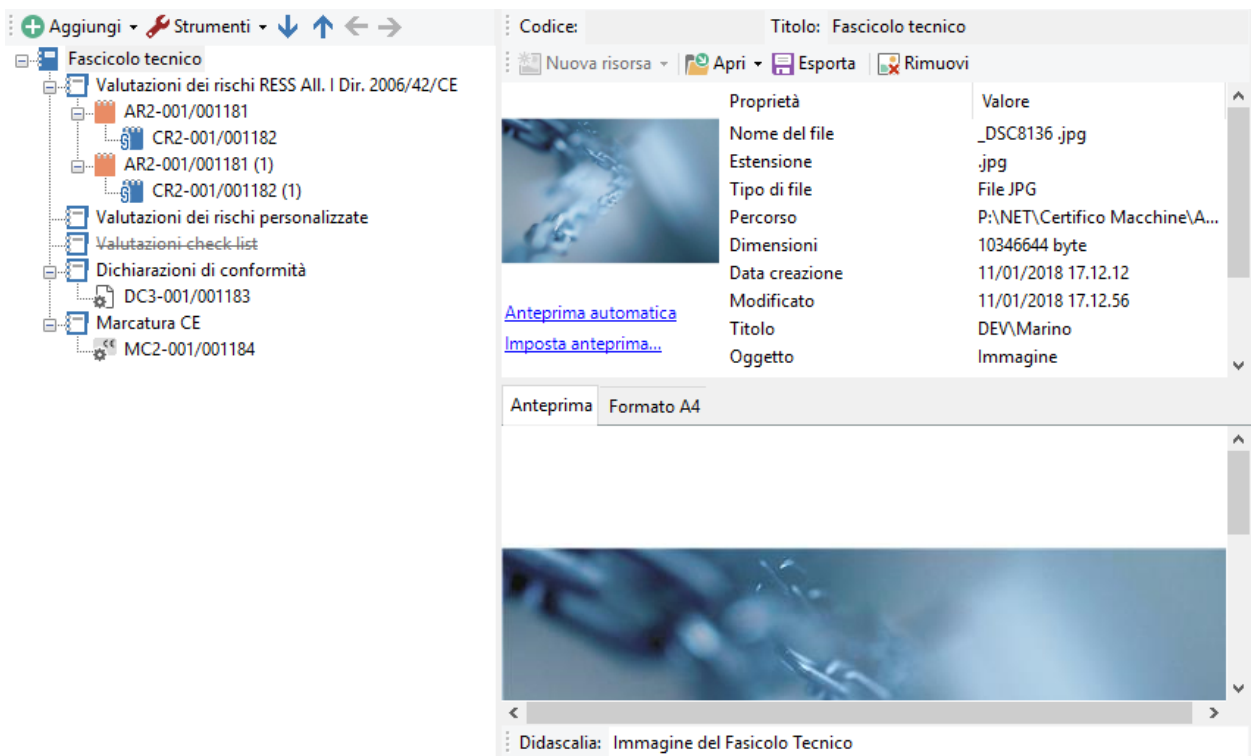 Aggiungi Strumenti
Fascicolo tecnico
Valutazioni dei rischi RESS All. I Dir. 2006/42/CE
AR2-001/001181
CR2-001/001182
AR2-001/001181 (1)
CR2-001/001182 (1)
Valutazioni dei rischi personalizzate
Valutazioni check list
Dichiarazioni di conformità
DC3-001/001183
Marcatura CE
MC2-001/001184
Codice: Titolo: Fascicolo tecnico
Nuova risorsa Apri Esporta Rimuovi
Proprietà Valore
Nome del file _DSC8136 .jpg
Estensione .jpg
Tipo di file File JPG
Percorso P:\NET\Certifico Macchine\A...
Dimensioni 10346644 byte
Data creazione 11/01/2018 17.12.12
Modificato 11/01/2018 17.12.56
Titolo DEV\Marino
Oggetto Immagine
Anteprima automatica
Imposta anteprima...
Anteprima Formato A4
Didascalia: Immagine del Fasicolo Tecnico